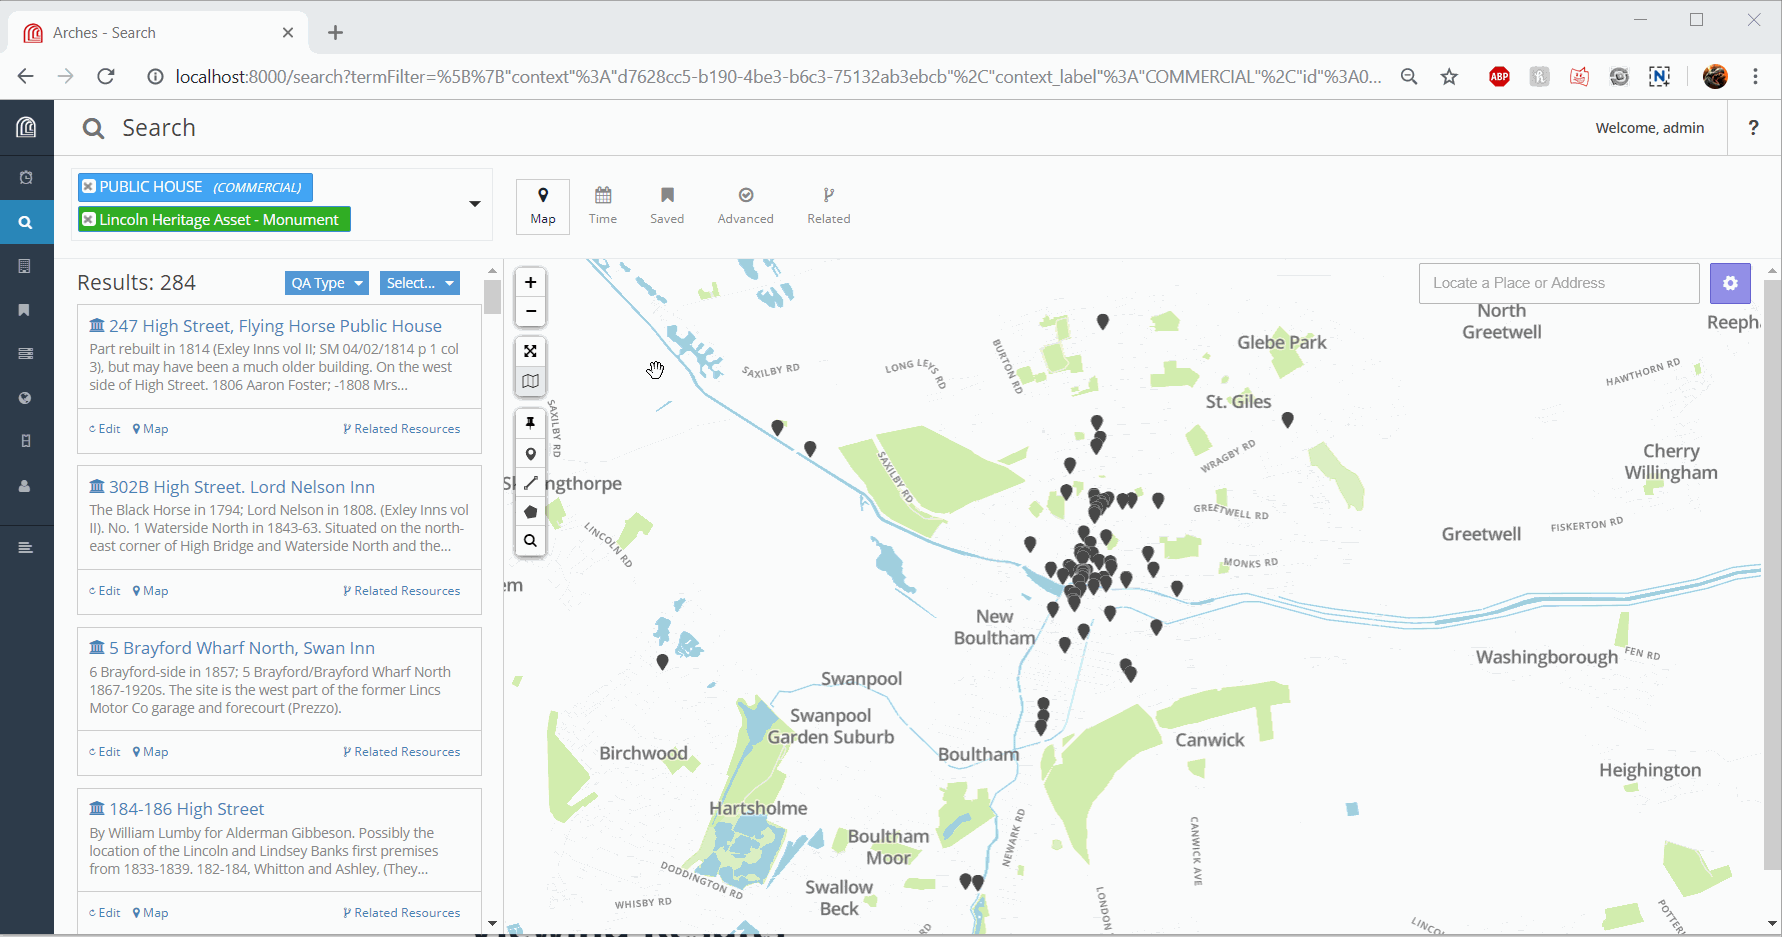 Arches - Search
localhost:8000/search?termFilter=%5B%7B"context"%3A"d7628cc5-b190-4be3-b6c3-75132ab3ebcb"%2C"context_label"%3A"COMMERCIAL"%2C"id"%3A0...
ABP
N
Search
Welcome, admin
?
PUBLIC HOUSE (COMMERCIAL)
Lincoln Heritage Asset - Monument
Map
Time
Saved
Advanced
Related
Results: 284
QA Type
Select...
247 High Street, Flying Horse Public House
Part rebuilt in 1814 (Exley Inns vol II; SM 04/02/1814 p 1 col
3), but may have been a much older building. On the west
side of High Street. 1806 Aaron Foster; -1808 Mrs...
Edit
Map
Related Resources
302B High Street. Lord Nelson Inn
The Black Horse in 1794; Lord Nelson in 1808. (Exley Inns vol
II). No. 1 Waterside North in 1843-63. Situated on the north-
east corner of High Bridge and Waterside North and the...
Edit
Map
Related Resources
5 Brayford Wharf North, Swan Inn
6 Brayford-side in 1857; 5 Brayford/Brayford Wharf North
1867-1920s. The site is the west part of the former Lincs
Motor Co garage and forecourt (Prezzo).
Edit
Map
Related Resources
184-186 High Street
By William Lumby for Alderman Gibbeson. Possibly the
location of the Lincoln and Lindsey Banks first premises
from 1833-1839. 182-184, Whitton and Ashley, (They...
Edit
Map
Related Resources
Locate a Place or Address
North
Greetwell
Reeph
Glebe Park
BURTON RD
LONG LEYS RD
SAXILBY RD
HAWTHORN RD
St. Giles
SAXILBY RD
WRAGBY RD
Cherry
Willingham
SAXILBY RD
ngthorpe
GREETWELL RD
FISKERTON RD
Greetwell
LINCOLN RD
MONKS RD
em
New
Boultham
Washingborough
FEN RD
Swanpool
Swanpool
Garden Suburb
Canwick
Birchwood
Boultham
Heighington
Hartsholme
NEWARK RD
CANWICK AVE
Boultham
Moor
DODDINGTON RD
Swallow
Beck
WHISBY RD
LONDON
RD
LINCO
POTTER